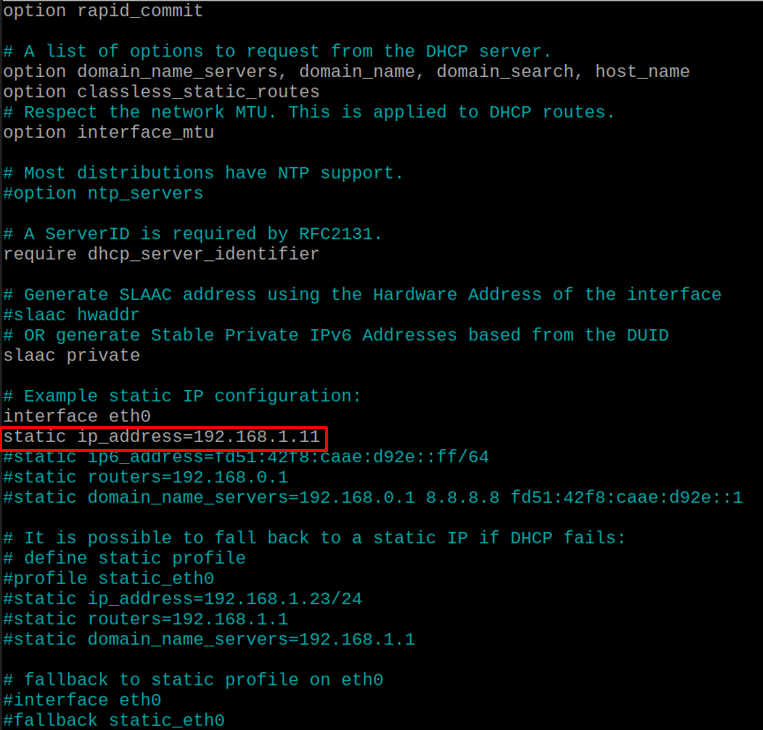 option rapid_commit
# A list of options to request from the DHCP server.
option domain_name_servers, domain_name, domain_search, host_name
option classless_static_routes
# Respect the network MTU. This is applied to DHCP routes.
option interface_mtu
# Most distributions have NTP support.
#option ntp_servers
# A ServerID is required by RFC2131.
require dhcp_server_identifier
# Generate SLAAC address using the Hardware Address of the interface
#slaac hwaddr
# OR generate Stable Private IPv6 Addresses based from the DUID
slaac private
# Example static IP configuration:
interface eth0
static ip_address=192.168.1.11
#static ip6_address=fd51:42f8:caae:d92e::ff/64
#static routers=192.168.0.1
#static domain_name_servers=192.168.0.1 8.8.8.8 fd51:42f8:caae:d92e::1
# It is possible to fall back to a static IP if DHCP fails:
# define static profile
#profile static_eth0
#static ip_address=192.168.1.23/24
#static routers=192.168.1.1
#static domain_name_servers=192.168.1.1
# fallback to static profile on eth0
#interface eth0
#fallback static_eth0